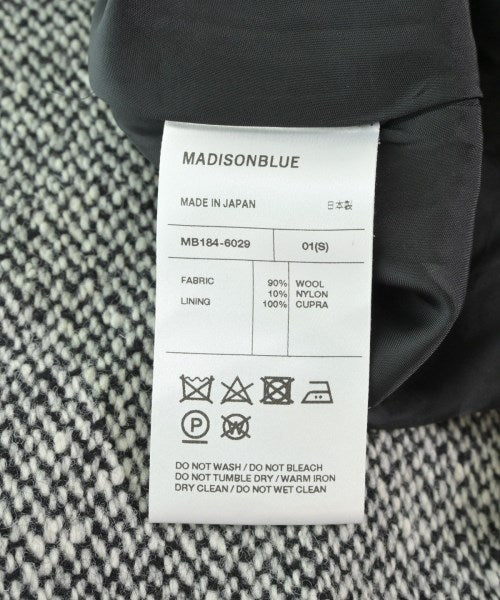 MADISONBLUE
MADE IN JAPAN 日本製
MB184-6029 01(S)
FABRIC 90% WOOL
10% NYLON
LINING 100% CUPRA
P W
DO NOT WASH / DO NOT BLEACH
DO NOT TUMBLE DRY / WARM IRON
DRY CLEAN / DO NOT WET CLEAN